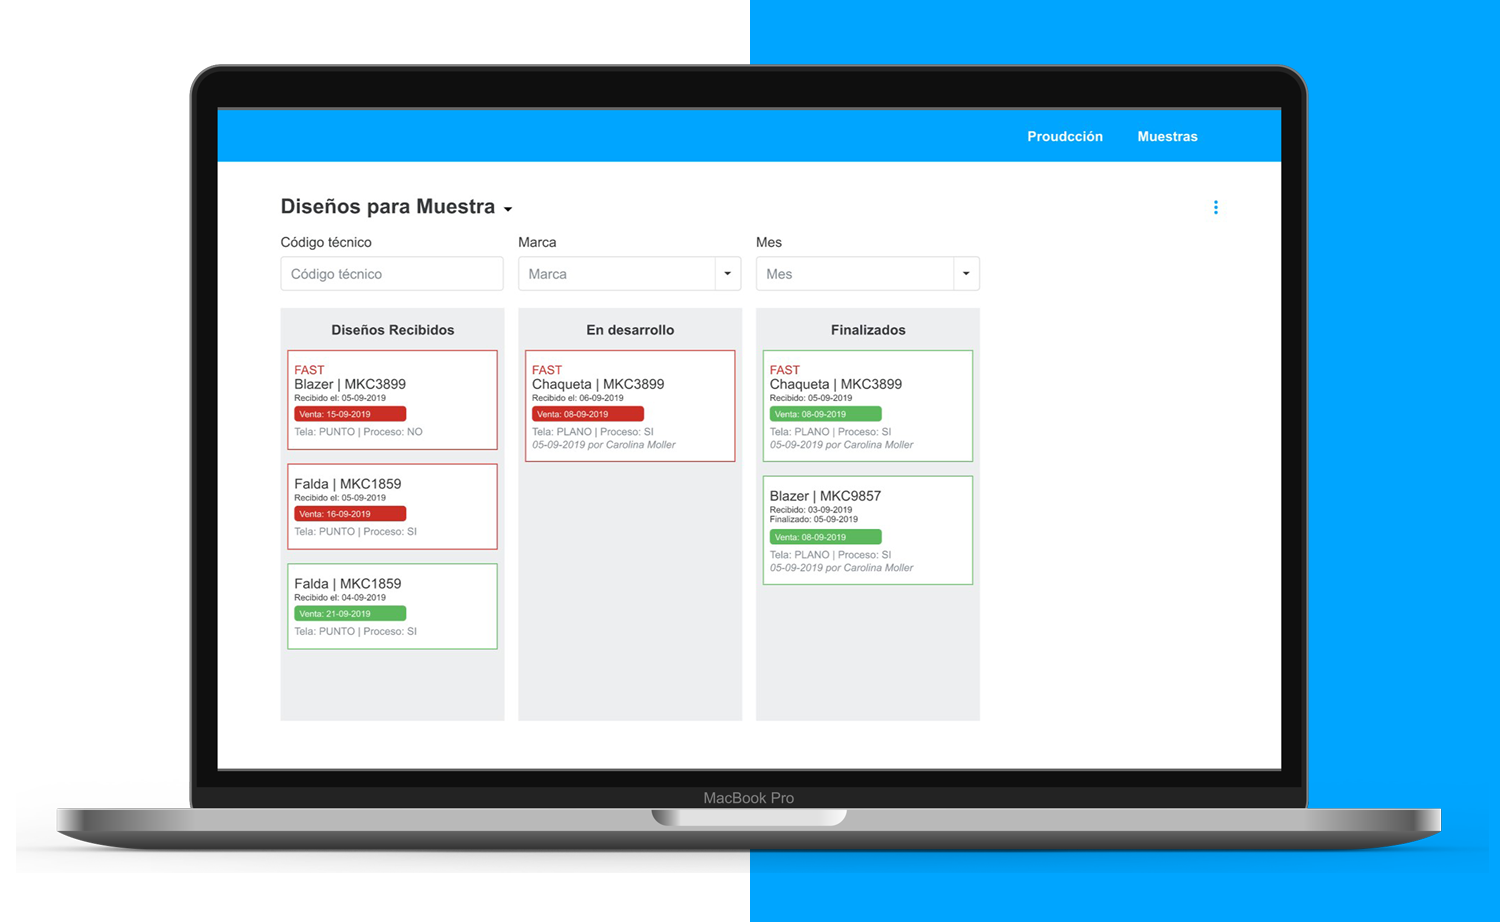 Proudcción Muestras
Diseños para Muestra
Código técnico Marca Mes
Código técnico Marca Mes
Diseños Recibidos
FAST
Blazer | MKC3899
Recibido el: 05-09-2019
Venta: 15-09-2019
Tela: PUNTO | Proceso: NO
Falda | MKC1859
Recibido el: 05-09-2019
Venta: 16-09-2019
Tela: PUNTO | Proceso: SI
Falda | MKC1859
Recibido el: 04-09-2019
Venta: 21-09-2019
Tela: PUNTO | Proceso: SI
En desarrollo
FAST
Chaqueta | MKC3899
Recibido el: 06-09-2019
Venta: 08-09-2019
Tela: PLANO | Proceso: SI
05-09-2019 por Carolina Moller
Finalizados
FAST
Chaqueta | MKC3899
Recibido: 05-09-2019
Venta: 08-09-2019
Tela: PLANO | Proceso: SI
05-09-2019 por Carolina Moller
Blazer | MKC9857
Recibido: 03-09-2019
Finalizado: 05-09-2019
Venta: 08-09-2019
Tela: PLANO | Proceso: SI
05-09-2019 por Carolina Moller
MacBook Pro